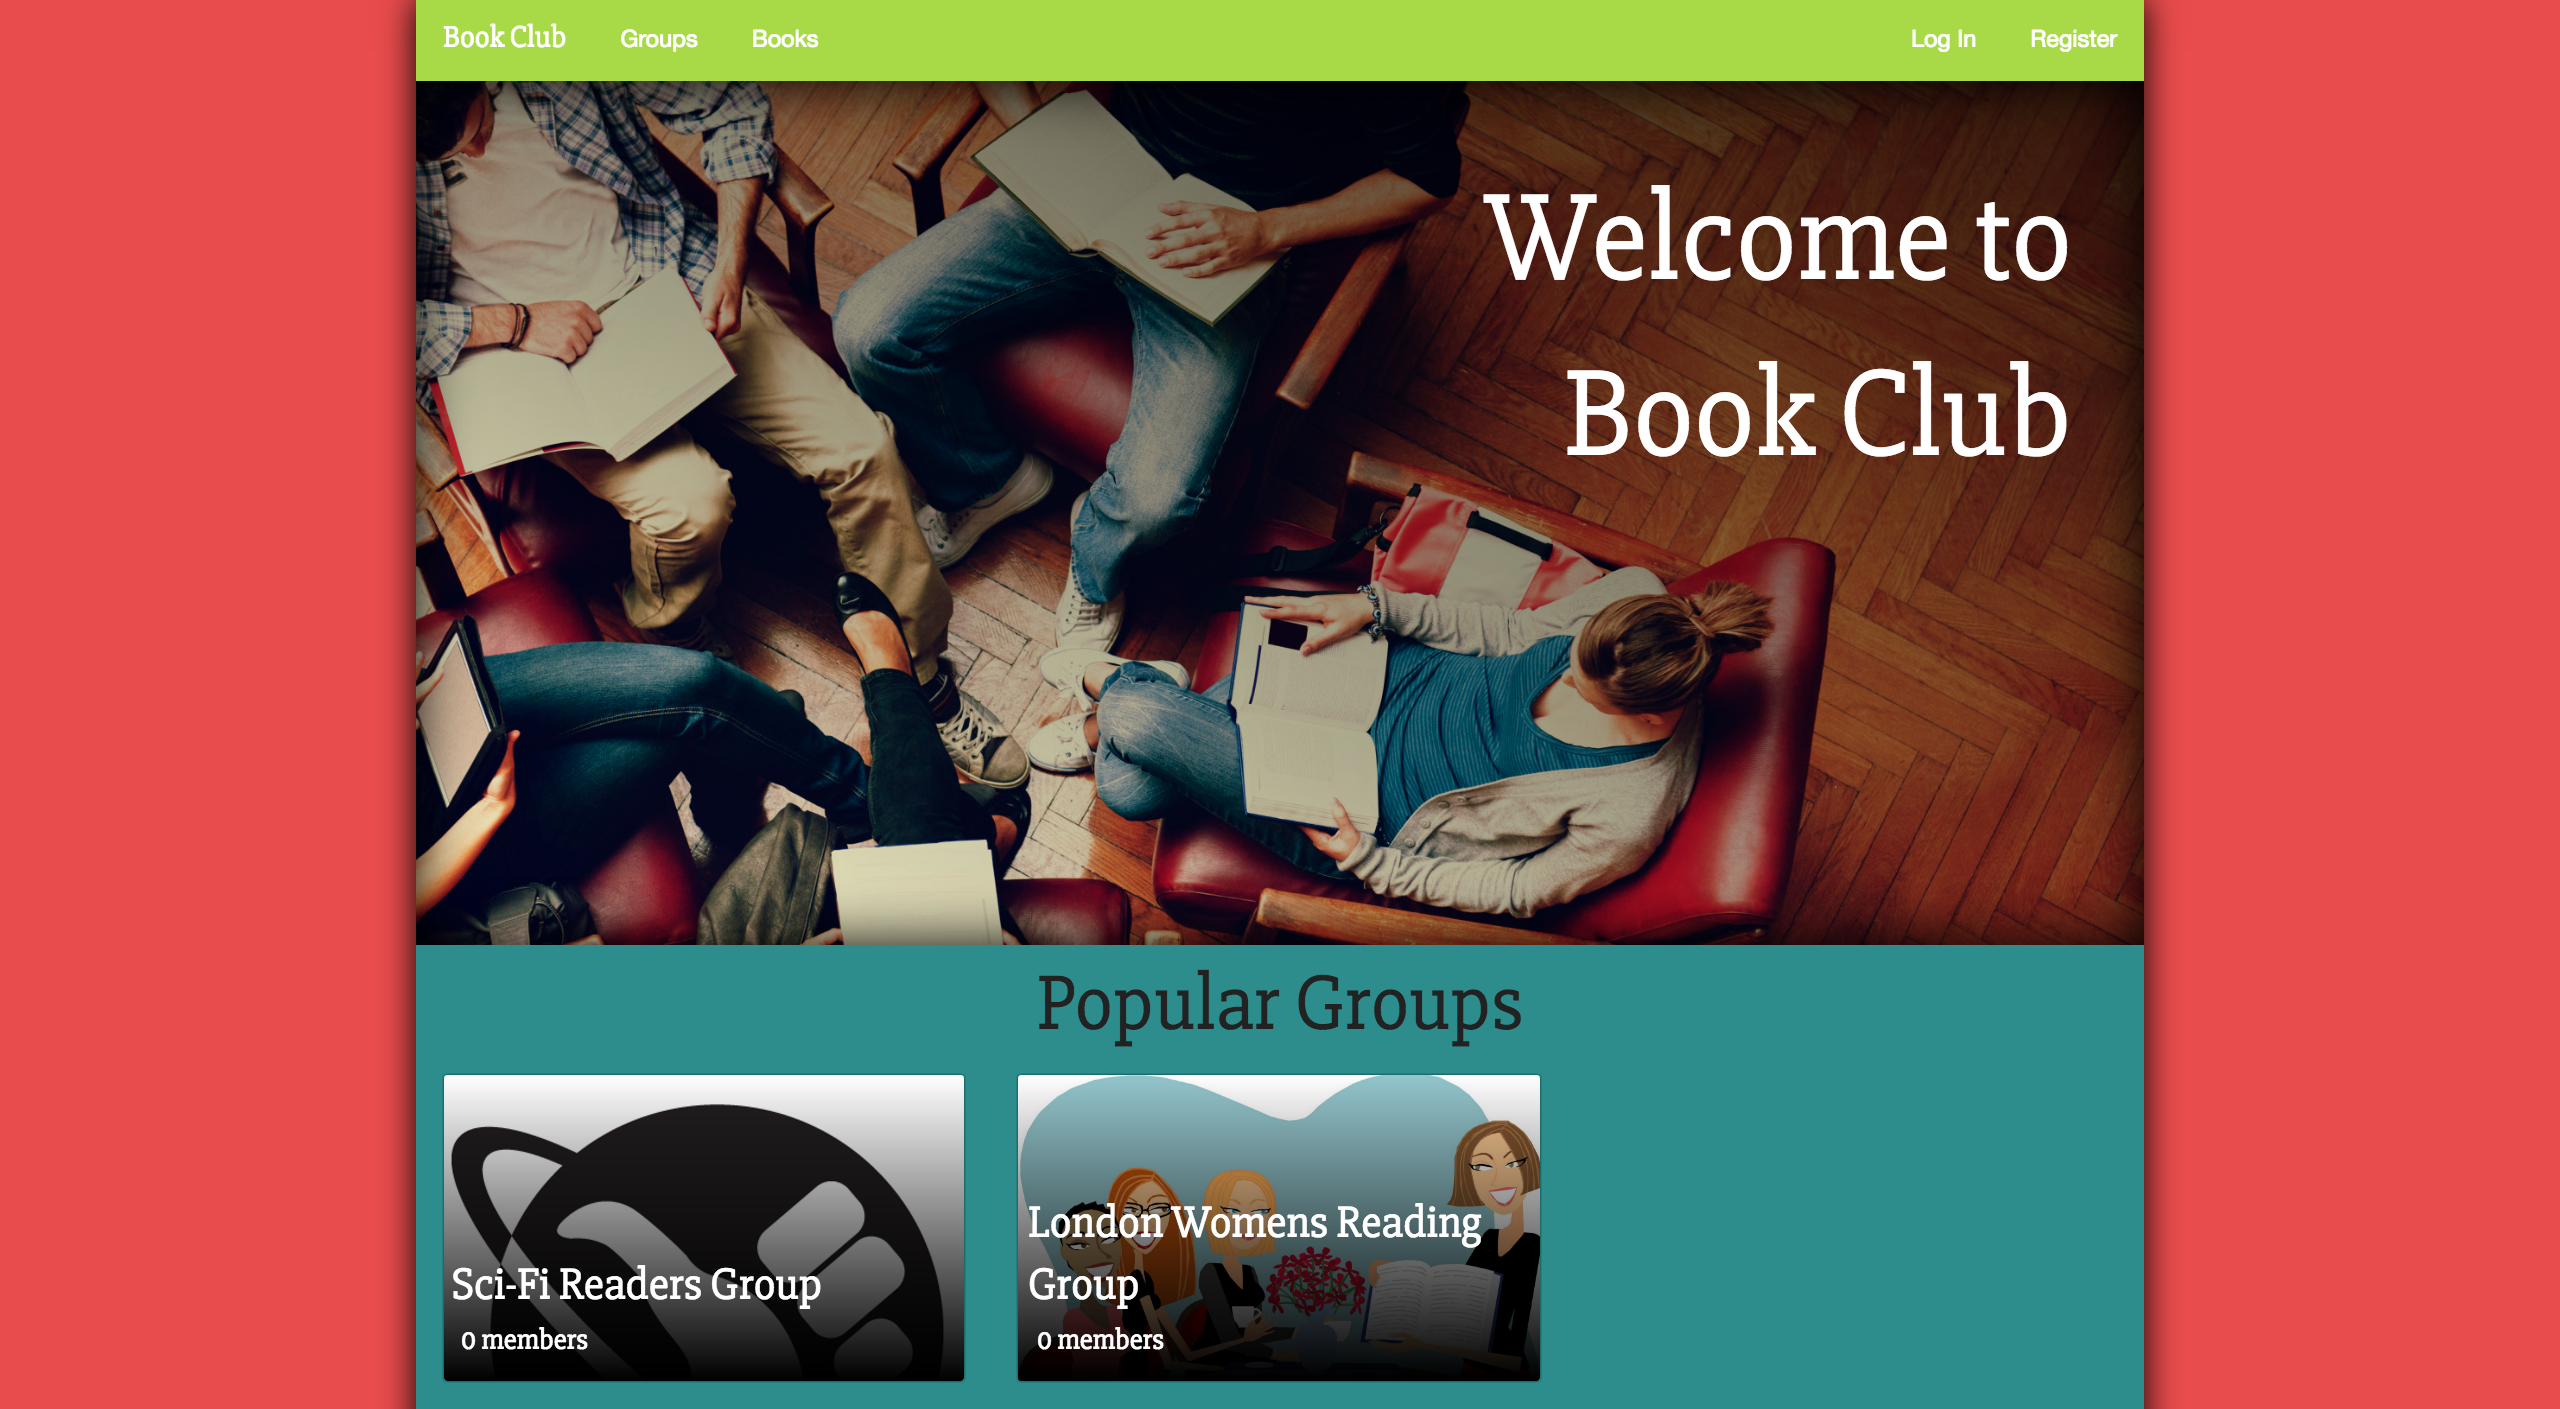 Book Club Groups Books Log In Register
Welcome to
Book Club
Popular Groups
Sci-Fi Readers Group
0 members
London Womens Reading
Group
0 members